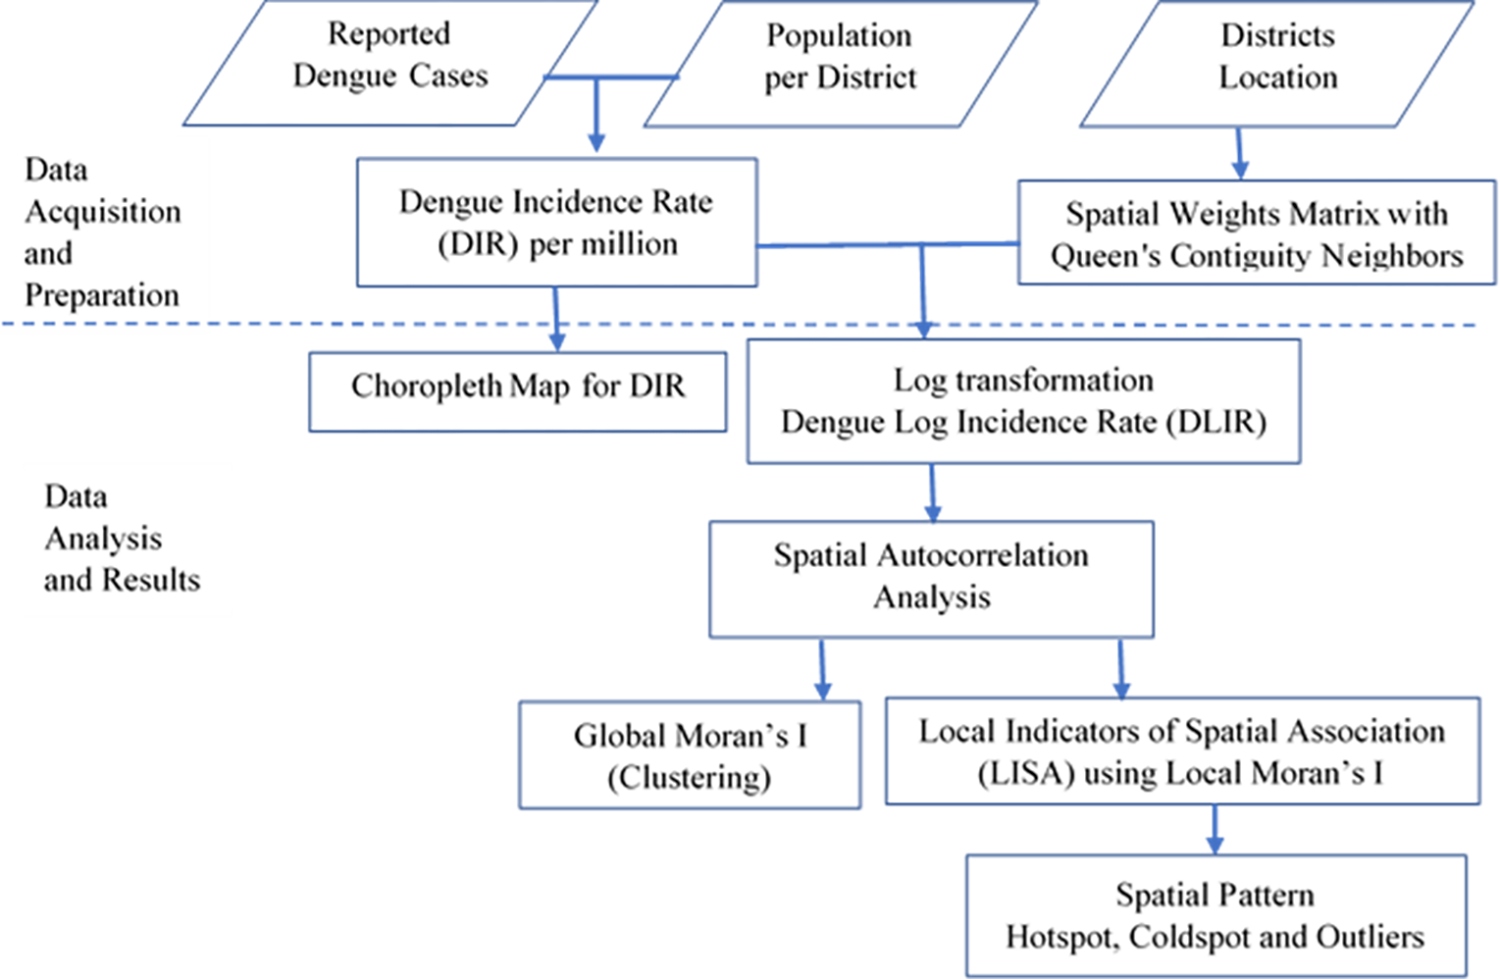 Reported
Dengue Cases
Population
per District
Districts
Location
Data
Acquisition
and
Preparation
Dengue Incidence Rate
(DIR) per million
Spatial Weights Matrix with
Queen's Contiguity Neighbors
Choropleth Map for DIR
Log transformation
Dengue Log Incidence Rate (DLIR)
Data
Analysis
and Results
Spatial Autocorrelation
Analysis
Global Moran’s I
(Clustering)
Local Indicators of Spatial Association
(LISA) using Local Moran’s I
Spatial Pattern
Hotspot, Coldspot and Outliers